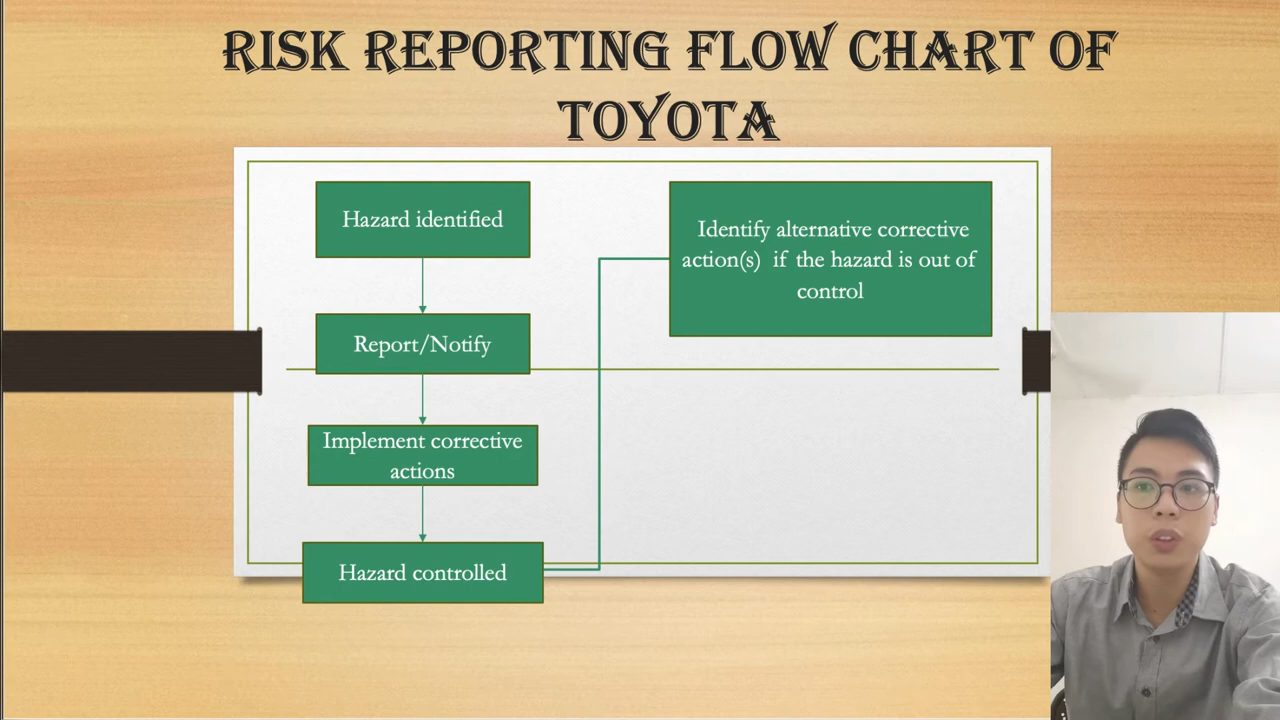 RISK REPORTING FLOW CHART OF
TOYOTA
Hazard identified
Report/Notify
Implement corrective
actions
Hazard controlled
Identify alternative corrective
action(s) if the hazard is out of
control